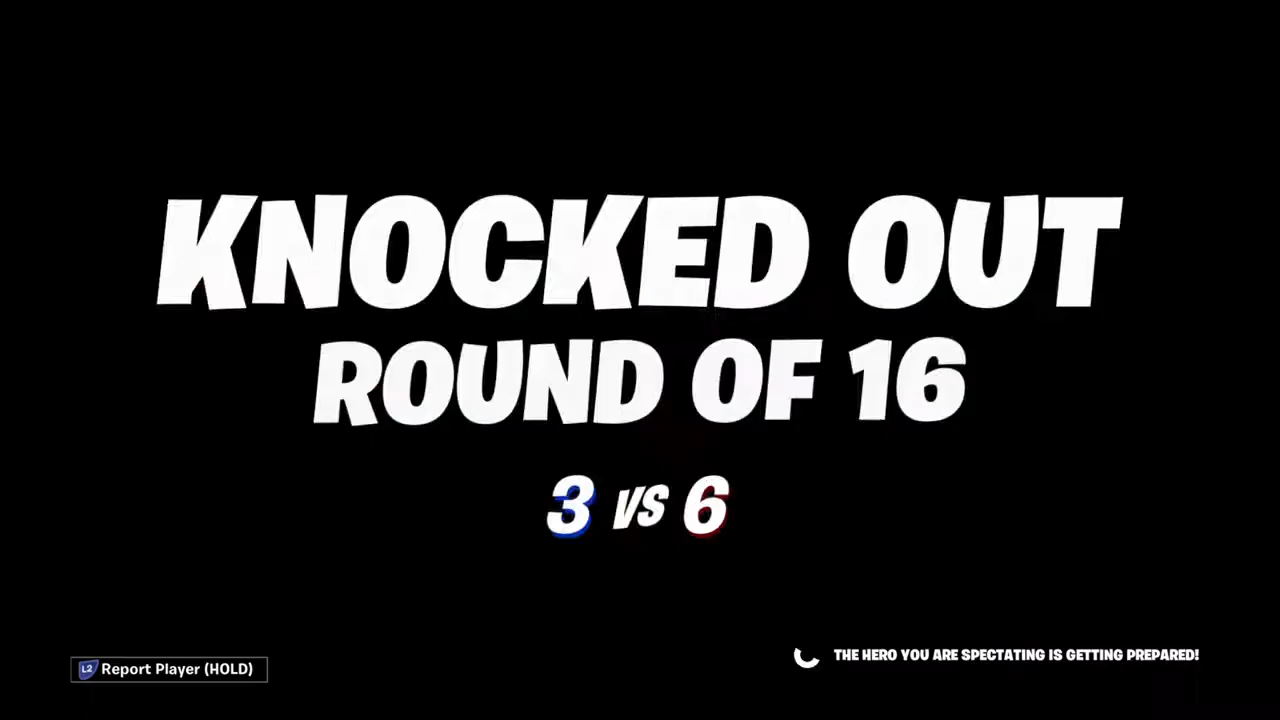 KNOCKED OUT
ROUND OF 16
3 VS 6
L2 Report Player (HOLD)
THE HERO YOU ARE SPECTATING IS GETTING PREPARED!